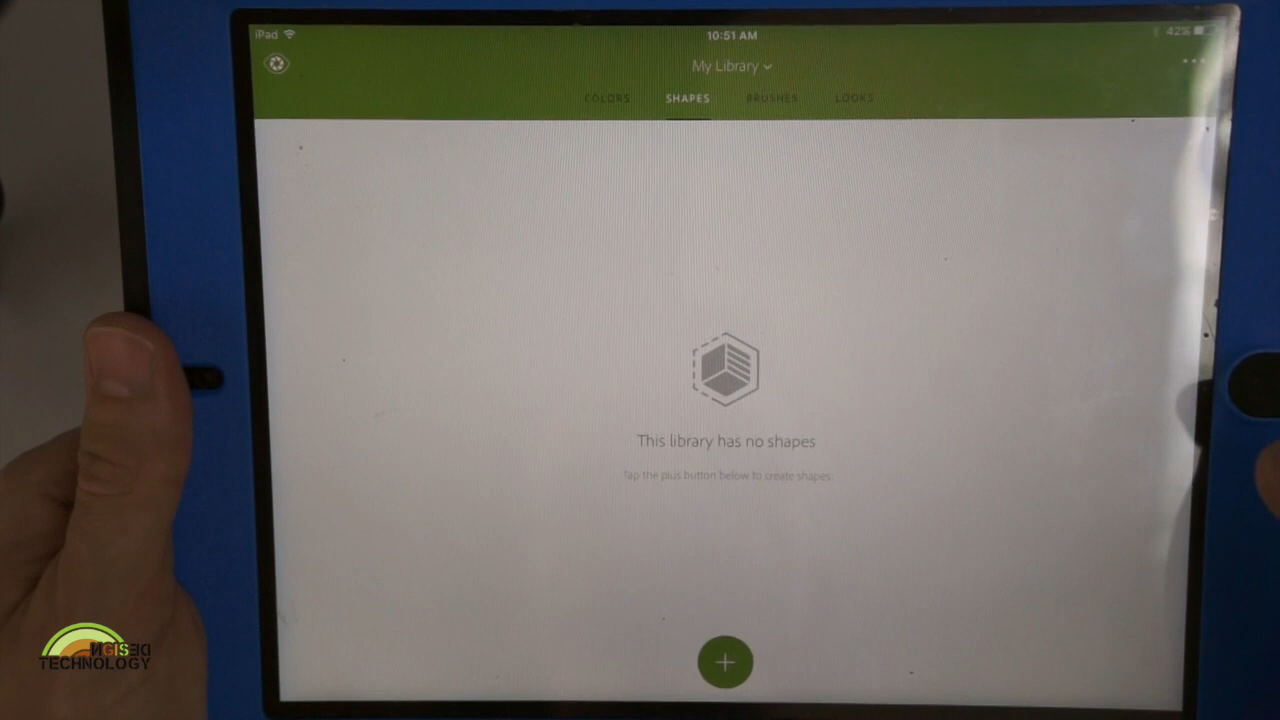 iPad 10:51 AM 42%
My Library
COLORS SHAPES BRUSHES LOOKS
This library has no shapes
Tap the plus button below to create shapes.
TECHNOLOGY